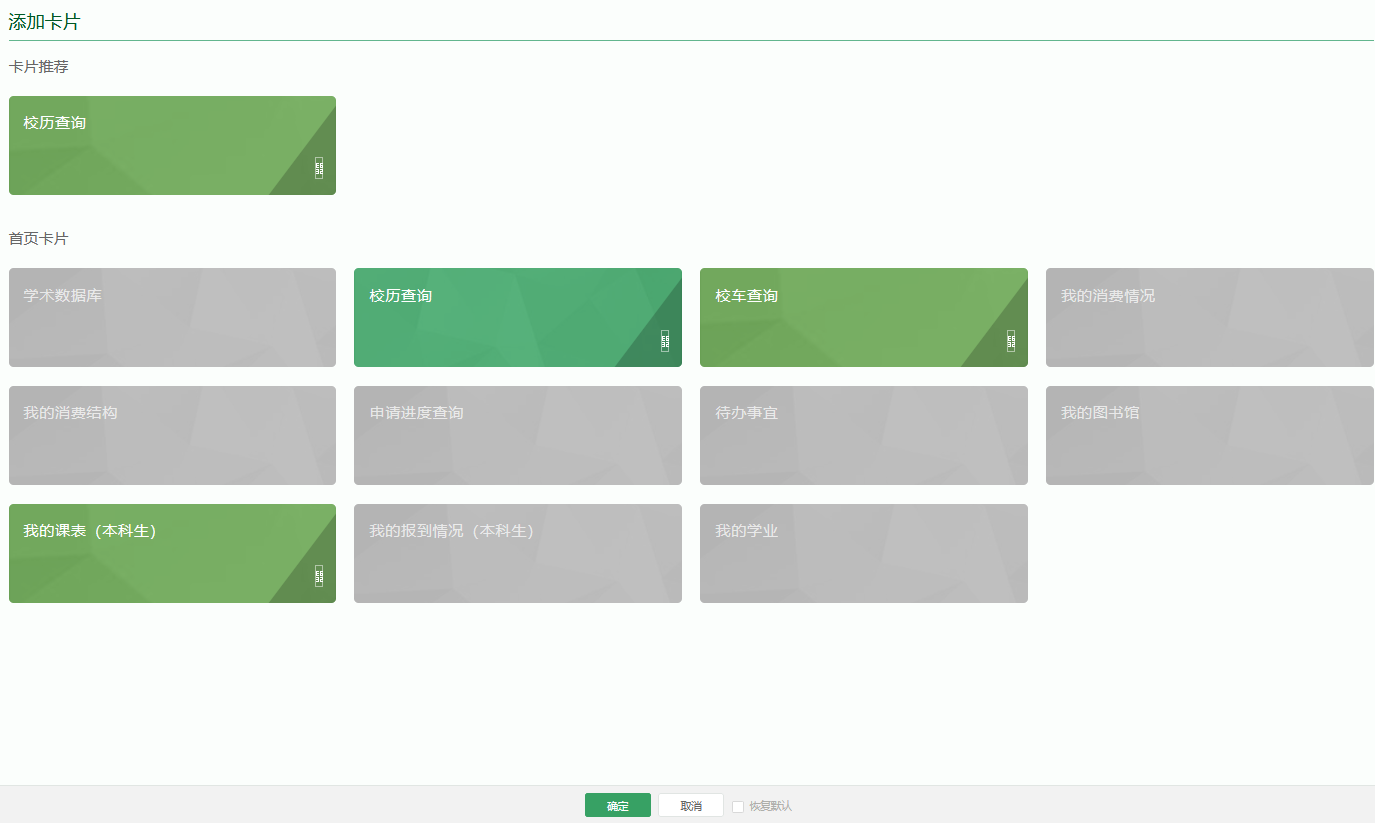 添加卡片
卡片推荐
校历查询
首页卡片
学术数据库
校历查询
校车查询
我的消费情况
我的消费结构
申请进度查询
待办事宜
我的图书馆
我的课表（本科生）
我的报到情况（本科生）
我的学业
确定
取消
恢复默认